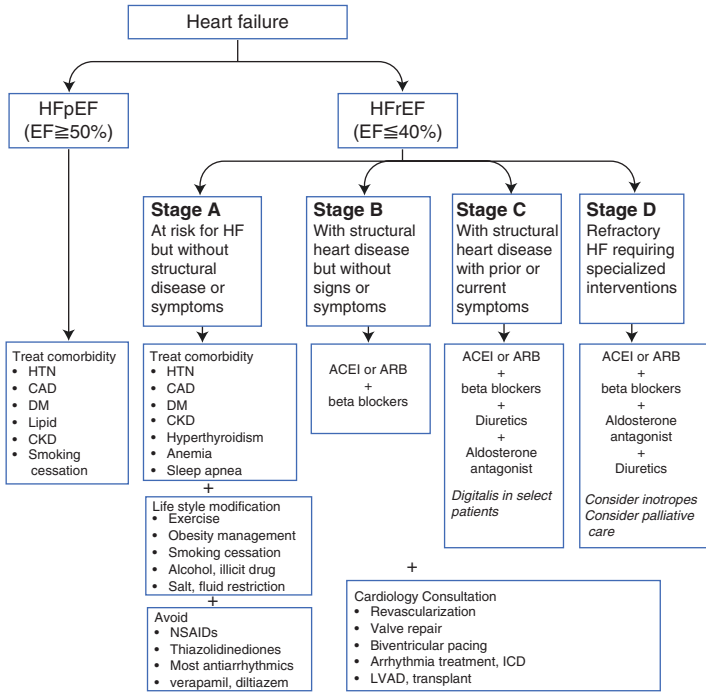 Heart failure
HFpEF
(EF≧50%)
HFrEF
(EF≦40%)
Stage A
At risk for HF
but without
structural
disease or
symptoms
Stage B
With structural
heart disease
but without
signs or
symptoms
Stage C
With structural
heart disease
with prior or
current
symptoms
Stage D
Refractory
HF requiring
specialized
interventions
Treat comorbidity
• HTN
• CAD
• DM
• Lipid
• CKD
• Smoking
cessation
Treat comorbidity
• HTN
• CAD
• DM
• CKD
• Hyperthyroidism
• Anemia
• Sleep apnea
+
Life style modification
• Exercise
• Obesity management
• Smoking cessation
• Alcohol, illicit drug
• Salt, fluid restriction
+
Avoid
• NSAIDs
• Thiazolidinediones
• Most antiarrhythmics
• verapamil, diltiazem
ACEI or ARB
+
beta blockers
ACEI or ARB
+
beta blockers
+
Diuretics
+
Aldosterone
antagonist
Digitalis in select
patients
ACEI or ARB
+
beta blockers
+
Aldosterone
antagonist
+
Diuretics
Consider inotropes
Consider palliative
care
+
Cardiology Consultation
• Revascularization
• Valve repair
• Biventricular pacing
• Arrhythmia treatment, ICD
• LVAD, transplant